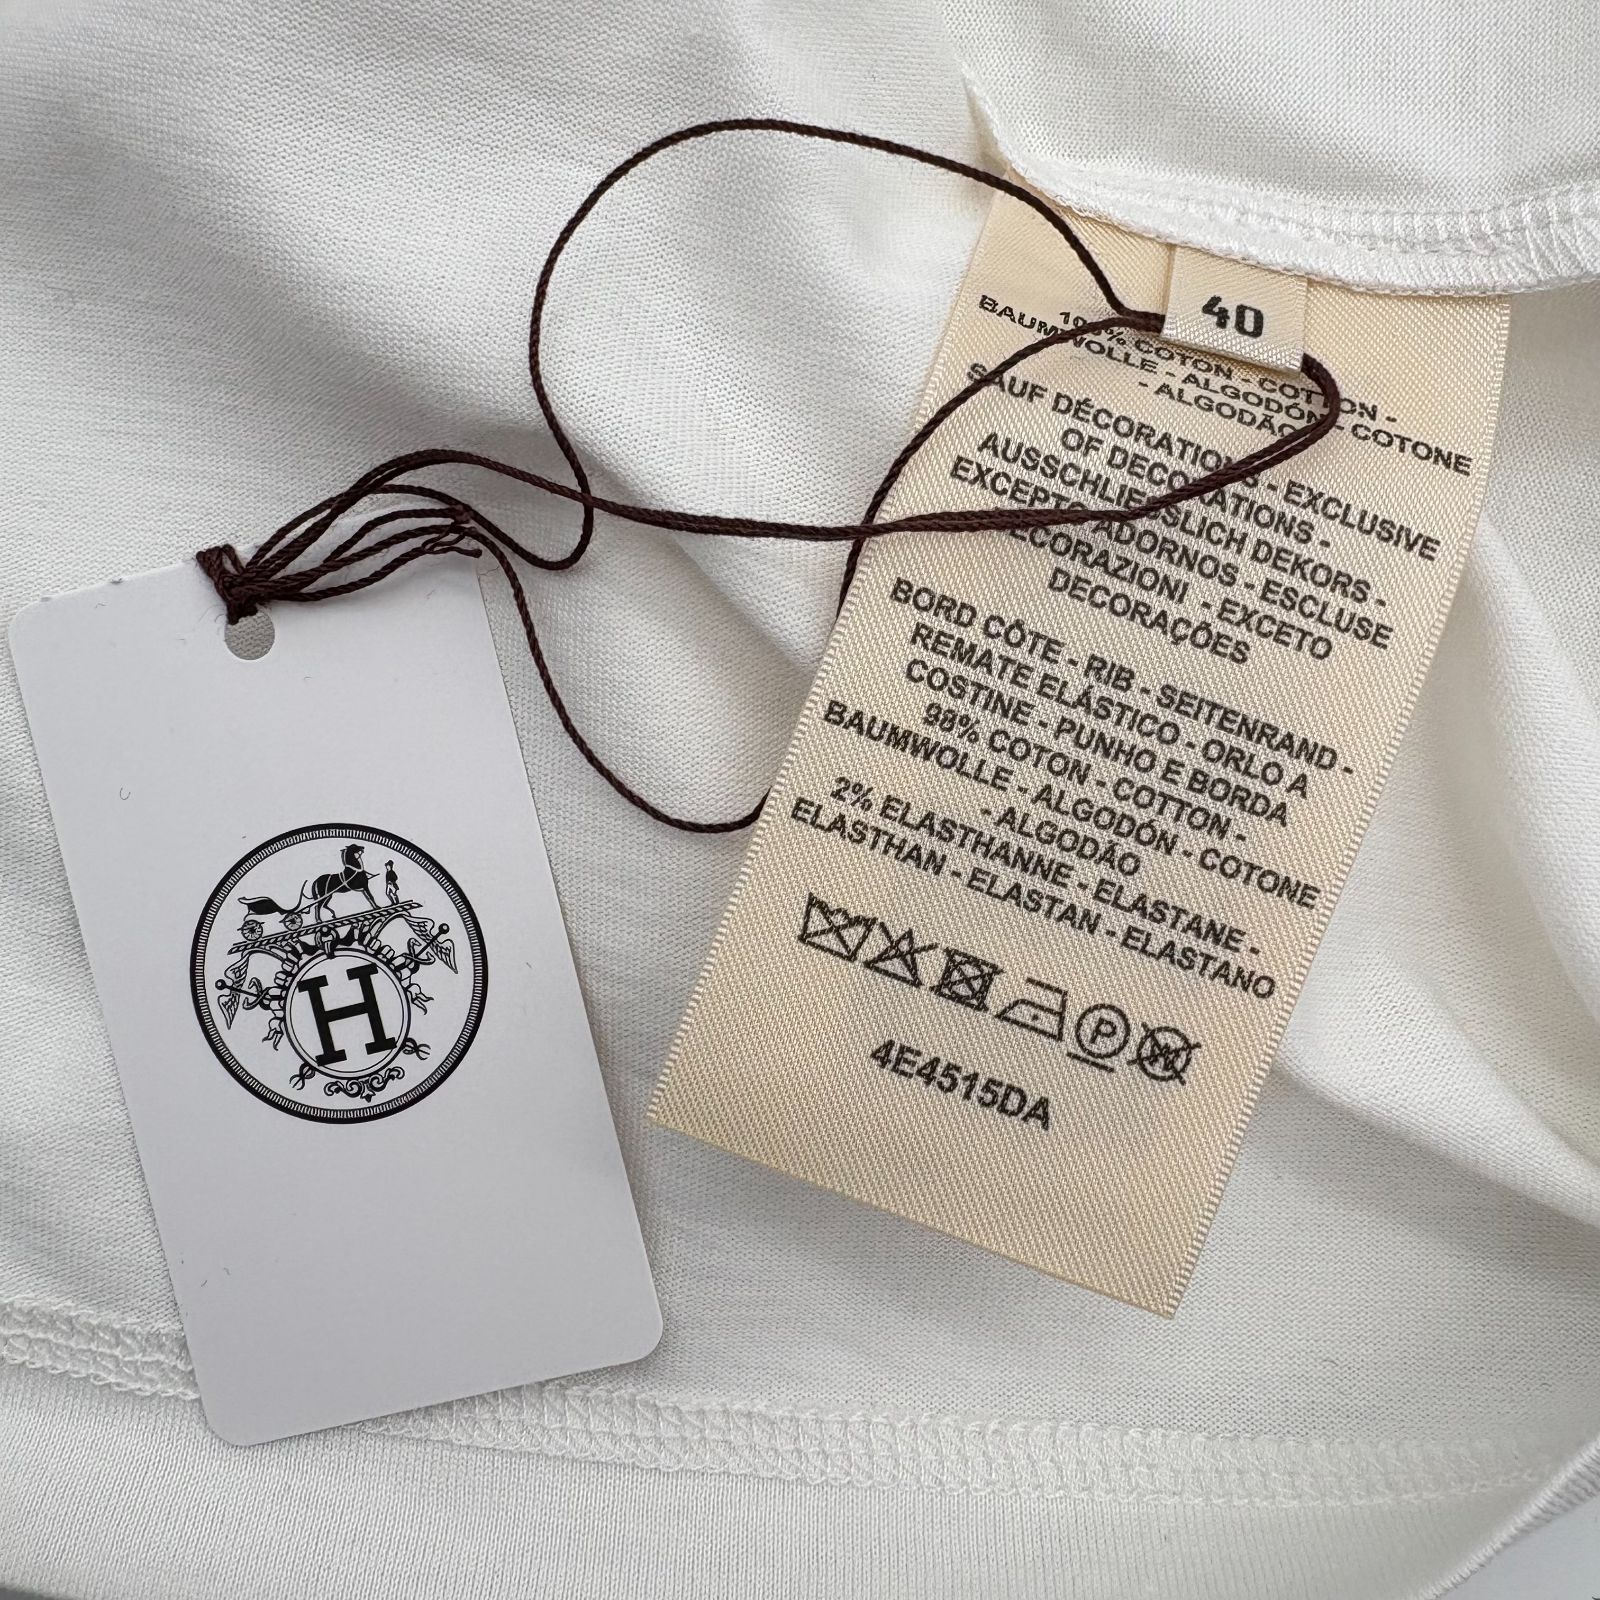 H
40
100% COTON - COTTON -
BAUMWOLLE - ALGODÓN - COTONE
- ALGODÃO
SAUF DÉCORATIONS - EXCLUSIVE
OF DECORATIONS -
AUSSCHLIESSLICH DEKORS -
EXCEPTO ADORNOS - ESCLUSE
DECORAZIONI - EXCETO
DECORAÇÕES
BORD CÔTE - RIB - SEITENRAND -
REMATE ELÁSTICO - ORLO A
COSTINE - PUNHO E BORDA
98% COTON - COTTON -
BAUMWOLLE - ALGODÓN - COTONE
- ALGODÃO
2% ELASTHANNE - ELASTANE -
ELASTHAN - ELASTAN - ELASTANO
P
W
4E4515DA